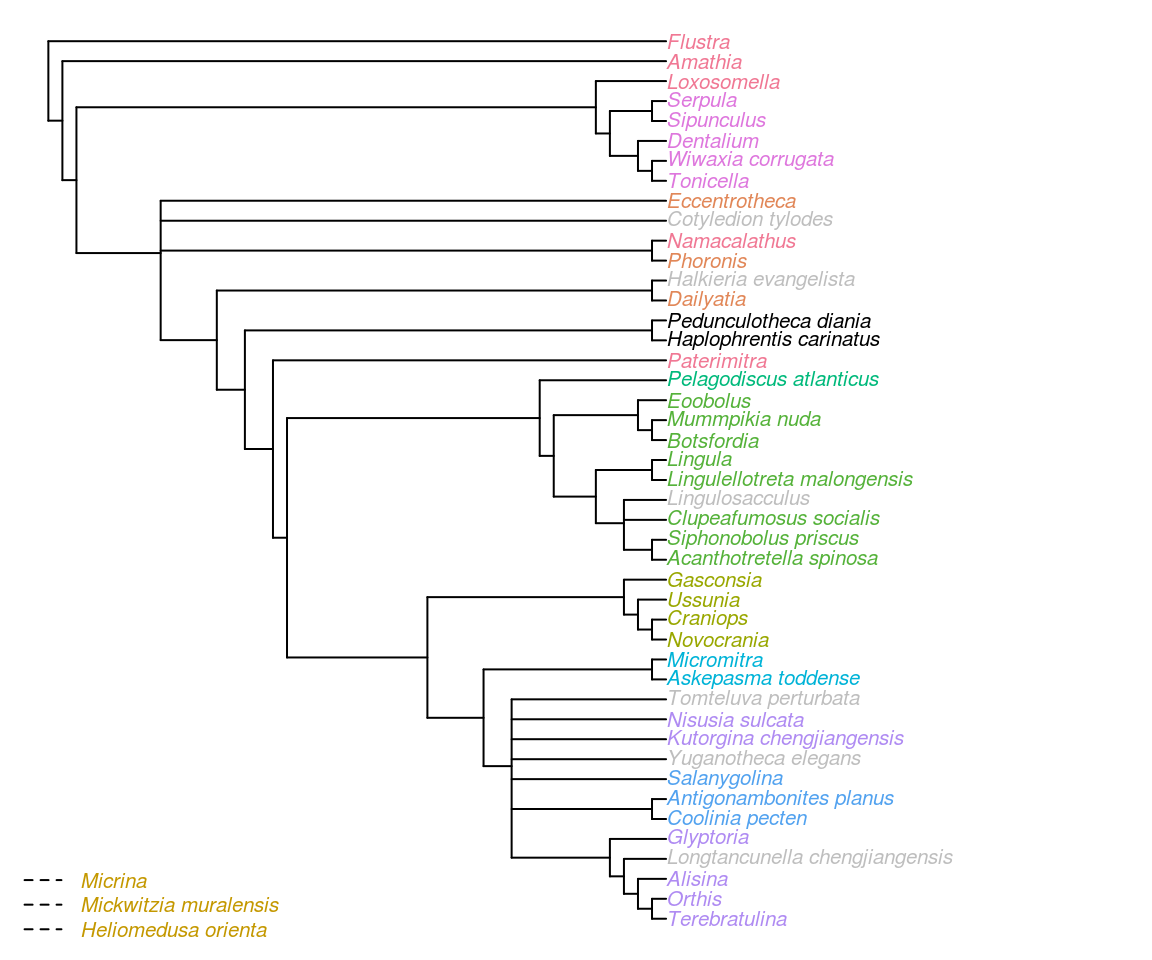 Flustra
Amathia
Loxosomella
Serpula
Sipunculus
Dentalium
Wiwaxia corrugata
Tonicella
Eccentrotheca
Cotyledion tylodes
Namacalathus
Phoronis
Halkieria evangelista
Dailyatia
Pedunculotheca diania
Haplophrentis carinatus
Paterimitra
Pelagodiscus atlanticus
Eoobolus
Mummpikia nuda
Botsfordia
Lingula
Lingulellotreta malongensis
Lingulosacculus
Clupeafumosus socialis
Siphonobolus priscus
Acanthotretella spinosa
Gasconsia
Ussunia
Craniops
Novocrania
Micromitra
Askepasma toddense
Tomteluva perturbata
Nisusia sulcata
Kutorgina chengjiangensis
Yuganotheca elegans
Salanygolina
Antigonambonites planus
Coolinia pecten
Glyptoria
Longtancunella chengjiangensis
Alisina
Orthis
Terebratulina
Micrina
Mickwitzia muralensis
Heliomedusa orienta